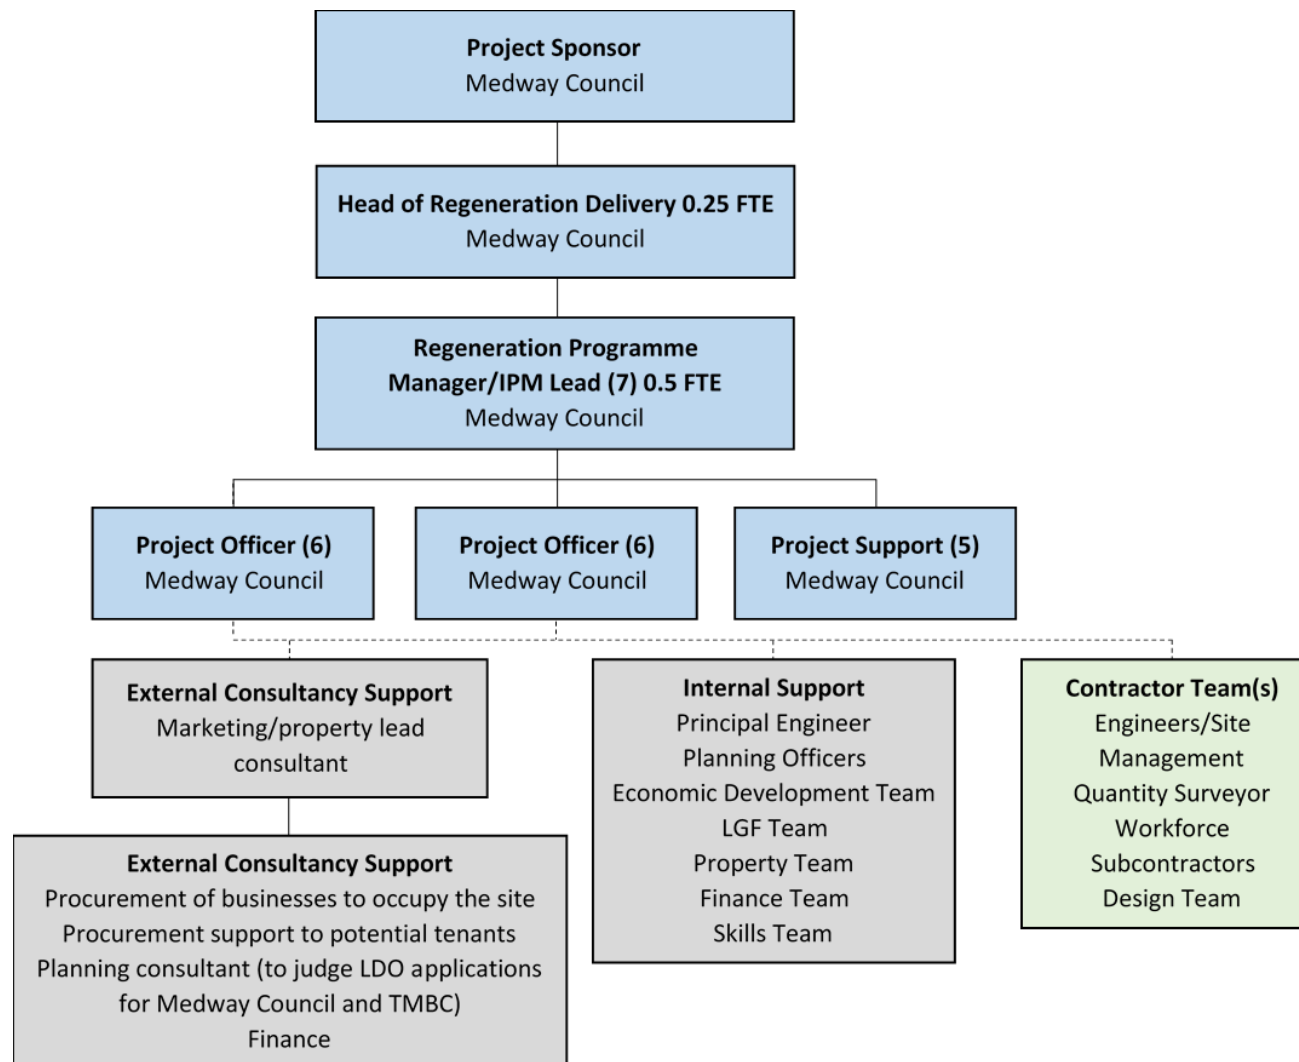 Project Sponsor
Medway Council
Head of Regeneration Delivery 0.25 FTE
Medway Council
Regeneration Programme
Manager/IPM Lead (7) 0.5 FTE
Medway Council
Project Officer (6)
Medway Council
Project Officer (6)
Medway Council
Project Support (5)
Medway Council
External Consultancy Support
Marketing/property lead
consultant
External Consultancy Support
Procurement of businesses to occupy the site
Procurement support to potential tenants
Planning consultant (to judge LDO applications
for Medway Council and TMBC)
Finance
Internal Support
Principal Engineer
Planning Officers
Economic Development Team
LGF Team
Property Team
Finance Team
Skills Team
Contractor Team(s)
Engineers/Site
Management
Quantity Surveyor
Workforce
Subcontractors
Design Team